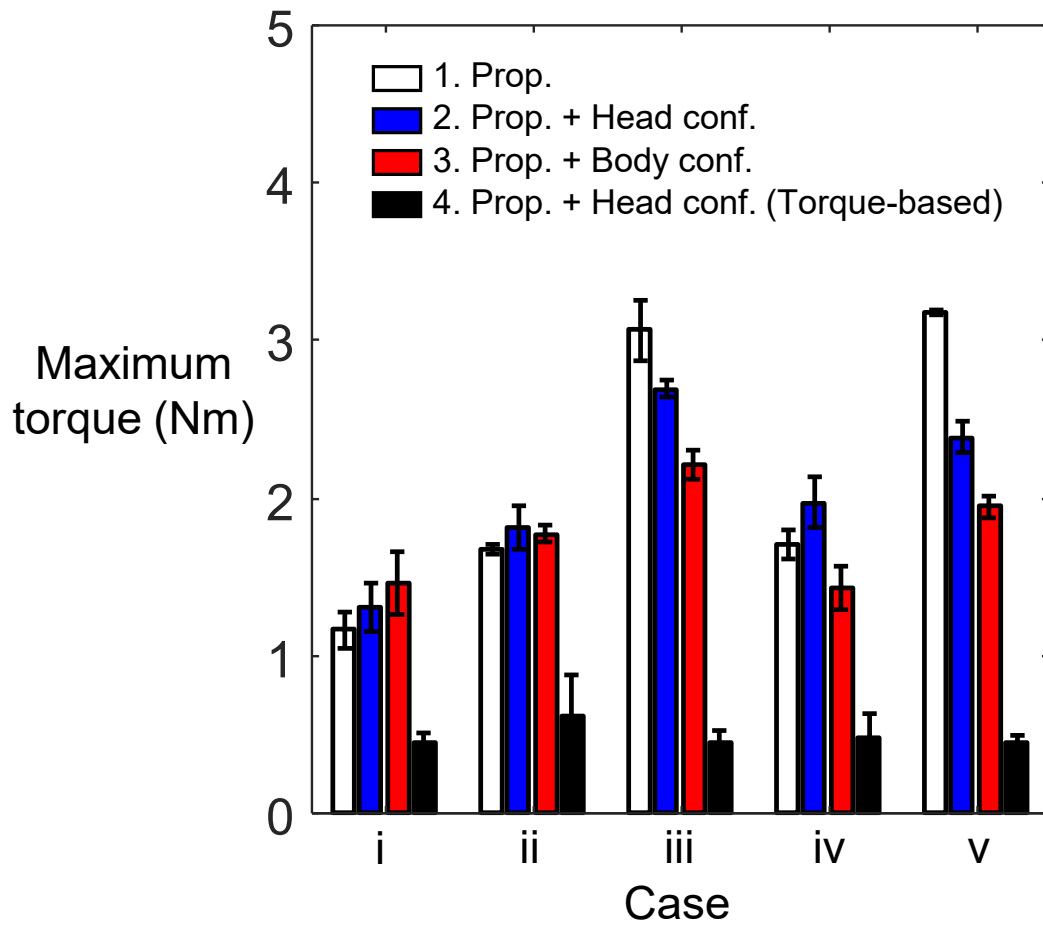 5
4
3
2
1
0
1. Prop.
2. Prop. + Head conf.
3. Prop. + Body conf.
4. Prop. + Head conf. (Torque-based)
Maximum
torque (Nm)
i ii iii iv v
Case